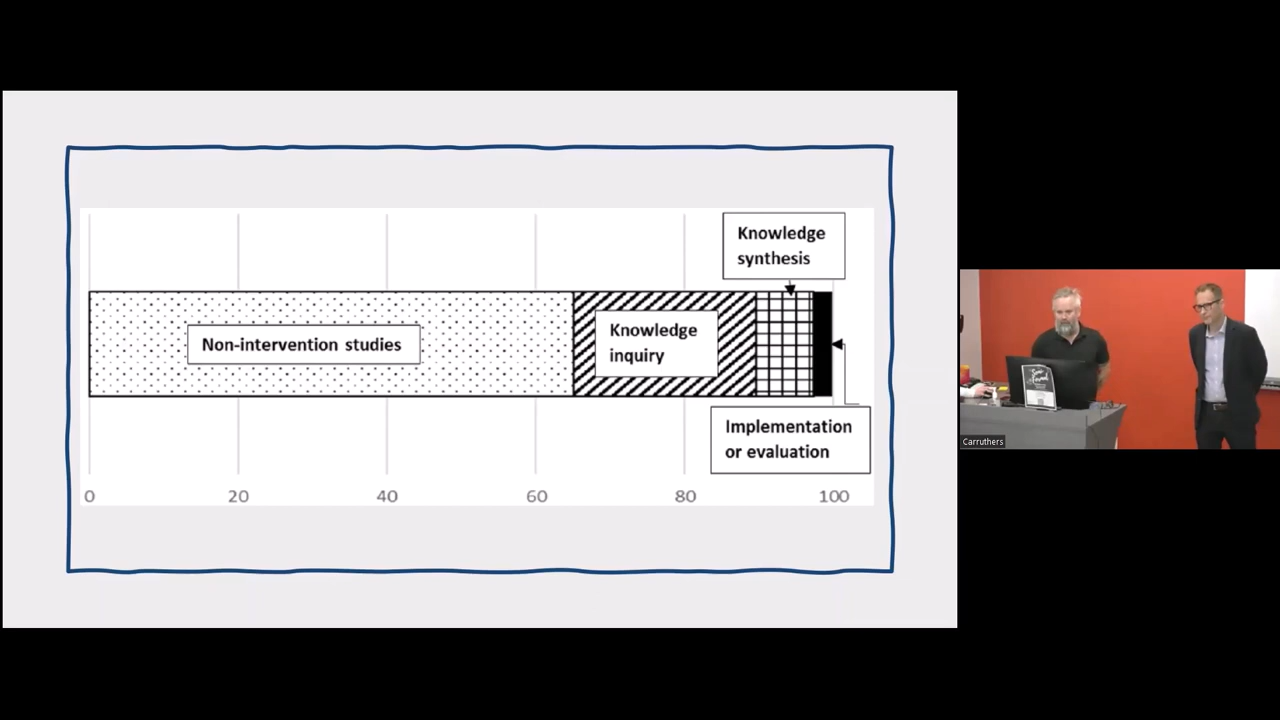 Knowledge
synthesis
Non-intervention studies
Knowledge
inquiry
Implementation
or evaluation
0 20 40 60 80 100
Carruthers